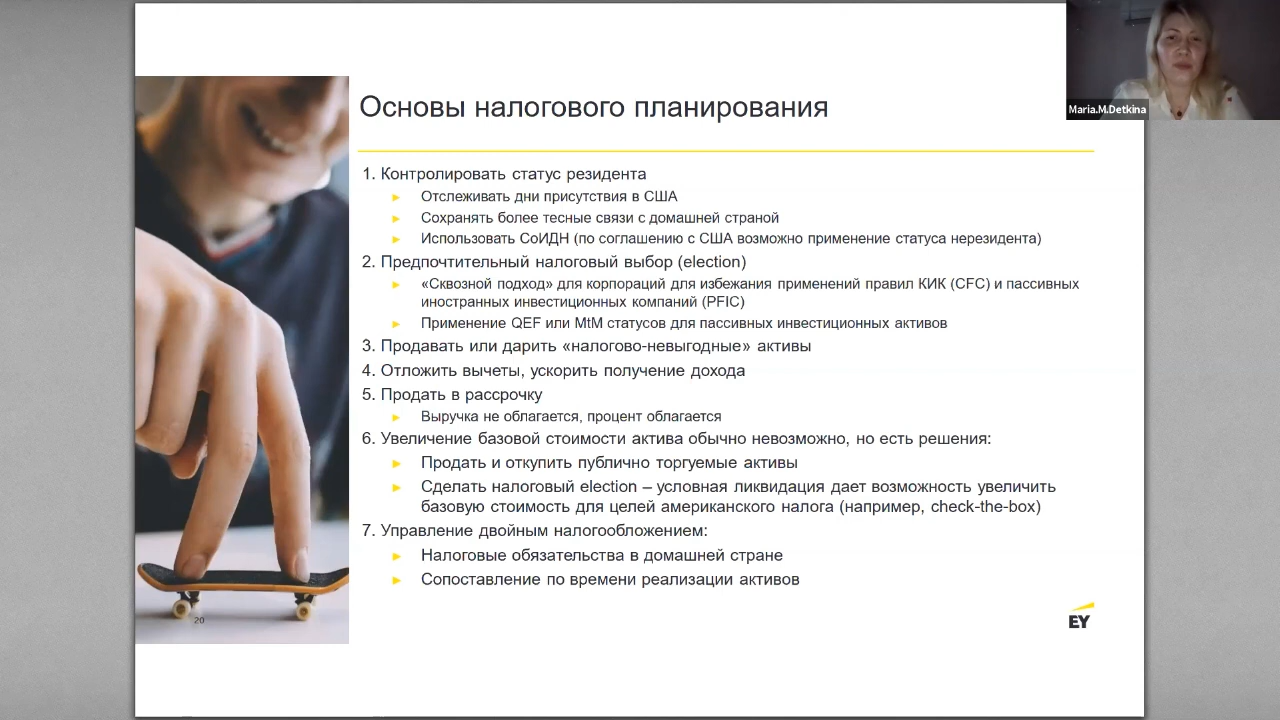 Maria.M.Detkina
Основы налогового планирования
1. Контролировать статус резидента
► Отслеживать дни присутствия в США
► Сохранять более тесные связи с домашней страной
► Использовать СоИДН (по соглашению с США возможно применение статуса нерезидента)
2. Предпочтительный налоговый выбор (election)
► «Сквозной подход» для корпораций для избежания применений правил КИК (CFC) и пассивных
иностранных инвестиционных компаний (PFIC)
► Применение QEF или MtM статусов для пассивных инвестиционных активов
3. Продавать или дарить «налогово-невыгодные» активы
4. Отложить вычеты, ускорить получение дохода
5. Продать в рассрочку
► Выручка не облагается, процент облагается
6. Увеличение базовой стоимости актива обычно невозможно, но есть решения:
► Продать и откупить публично торгуемые активы
► Сделать налоговый election – условная ликвидация дает возможность увеличить
базовую стоимость для целей американского налога (например, check-the-box)
7. Управление двойным налогообложением:
► Налоговые обязательства в домашней стране
► Сопоставление по времени реализации активов
20
EY